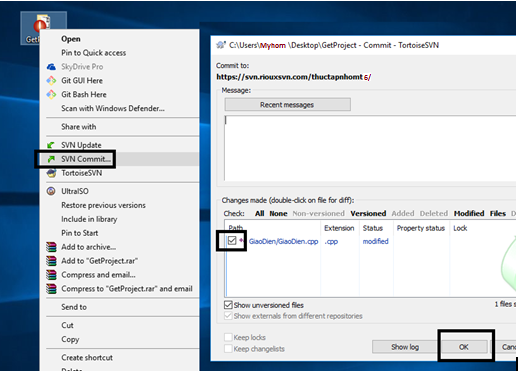 GetP
Open
Pin to Quick access
SkyDrive Pro
Git GUI Here
Git Bash Here
Scan with Windows Defender...
Share with
SVN Update
SVN Commit...
TortoiseSVN
UltraISO
Restore previous versions
Include in library
Pin to Start
Add to archive...
Add to "GetProject.rar"
Compress and email...
Compress to "GetProject.rar" and email
Send to
Cut
Copy
Create shortcut
Delete
C:\Users\Myhom \Desktop\GetProject - Commit - TortoiseSVN
Commit to:
https://svn.riouxsvn.com/thuctapnhomt6/
Message:
Recent messages
Changes made (double-click on file for diff):
Check: All None Non-versioned Versioned Added Deleted Modified Files D
Path Extension Status Property status Lock
GiaoDien/GiaoDien.cpp .cpp modified
Show unversioned files
Show externals from different repositories
1 files s
Keep locks
Keep changelists
Show log OK Canc